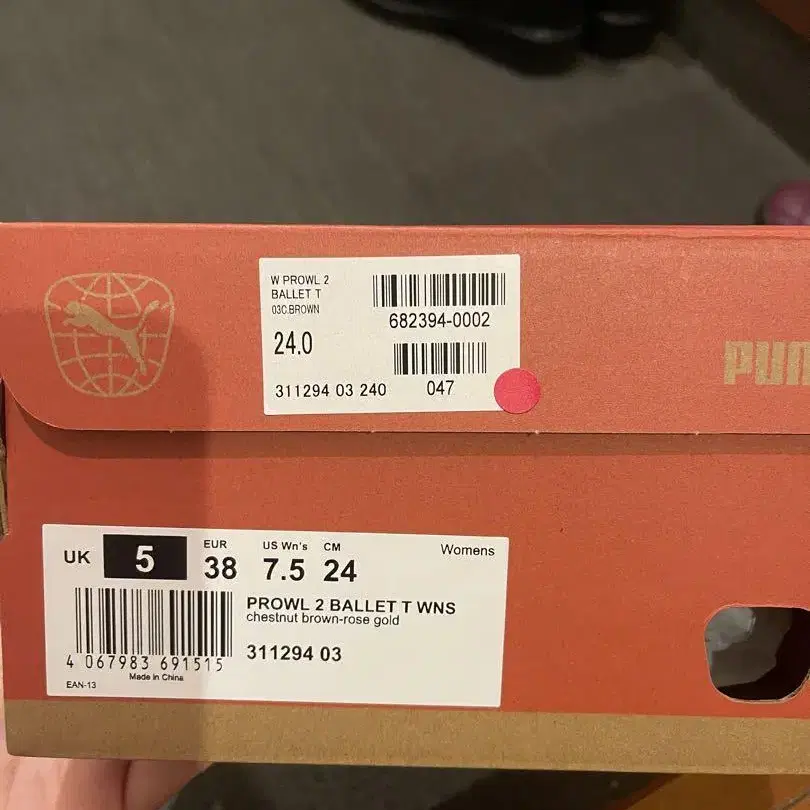 W PROWL 2
BALLET T
03C.BROWN
682394-0002
24.0
311294 03 240
047
PUM
UK 5
EUR 38
US Wn's 7.5
CM 24
Womens
PROWL 2 BALLET T WNS
chestnut brown-rose gold
311294 03
4 067983 691515
Made in China
EAN-13